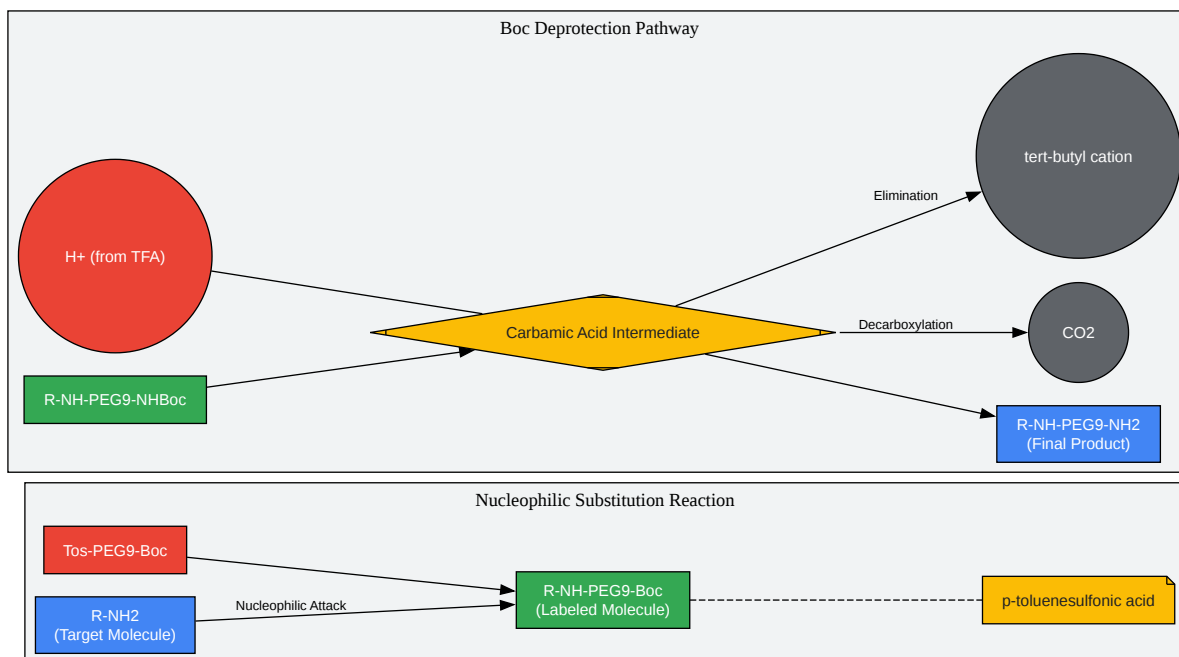 Boc Deprotection Pathway
tert-butyl cation
Elimination
H+ (from TFA)
Carbamic Acid Intermediate
Decarboxylation
CO2
R-NH-PEG9-NHBoc
R-NH-PEG9-NH2
(Final Product)
Nucleophilic Substitution Reaction
Tos-PEG9-Boc
R-NH2
(Target Molecule)
Nucleophilic Attack
R-NH-PEG9-Boc
(Labeled Molecule)
p-toluenesulfonic acid